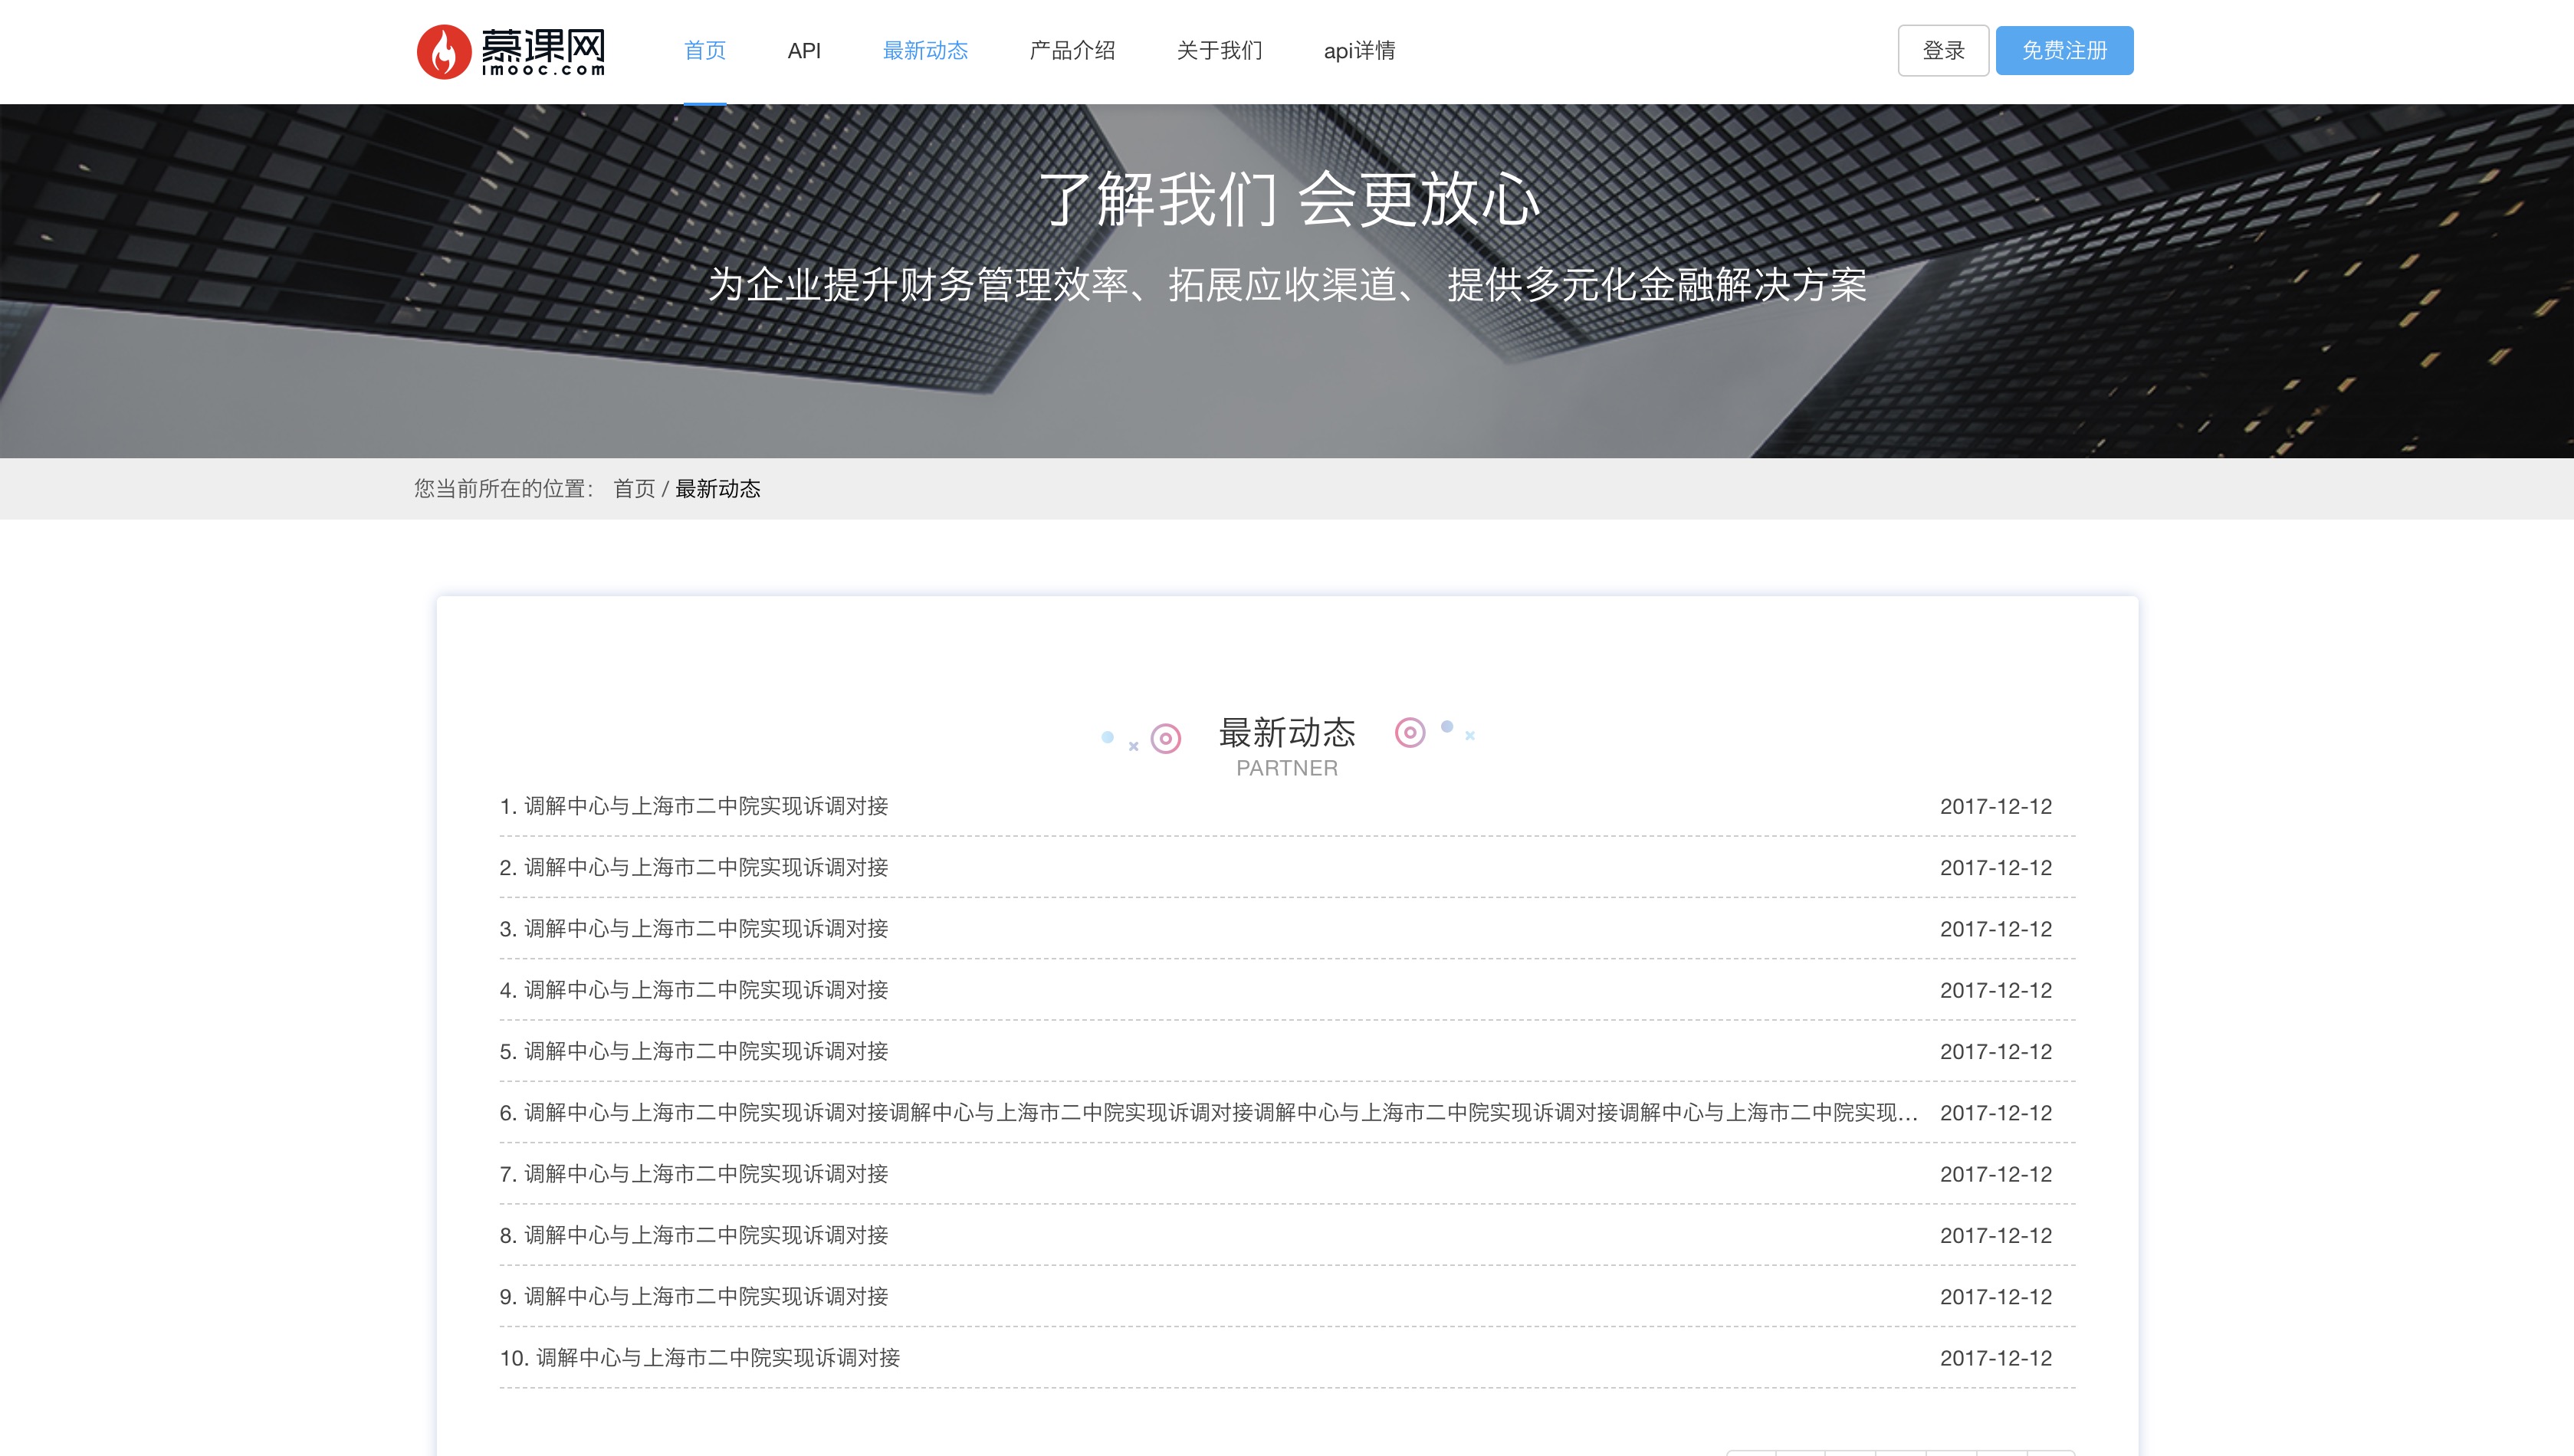 慕课网
imooc.com
首页 API 最新动态 产品介绍 关于我们 api详情 登录 免费注册
了解我们 会更放心
为企业提升财务管理效率、拓展应收渠道、 提供多元化金融解决方案
您当前所在的位置： 首页 / 最新动态
最新动态
PARTNER
1. 调解中心与上海市二中院实现诉调对接 2017-12-12
2. 调解中心与上海市二中院实现诉调对接 2017-12-12
3. 调解中心与上海市二中院实现诉调对接 2017-12-12
4. 调解中心与上海市二中院实现诉调对接 2017-12-12
5. 调解中心与上海市二中院实现诉调对接 2017-12-12
6. 调解中心与上海市二中院实现诉调对接调解中心与上海市二中院实现诉调对接调解中心与上海市二中院实现诉调对接调解中心与上海市二中院实现... 2017-12-12
7. 调解中心与上海市二中院实现诉调对接 2017-12-12
8. 调解中心与上海市二中院实现诉调对接 2017-12-12
9. 调解中心与上海市二中院实现诉调对接 2017-12-12
10. 调解中心与上海市二中院实现诉调对接 2017-12-12